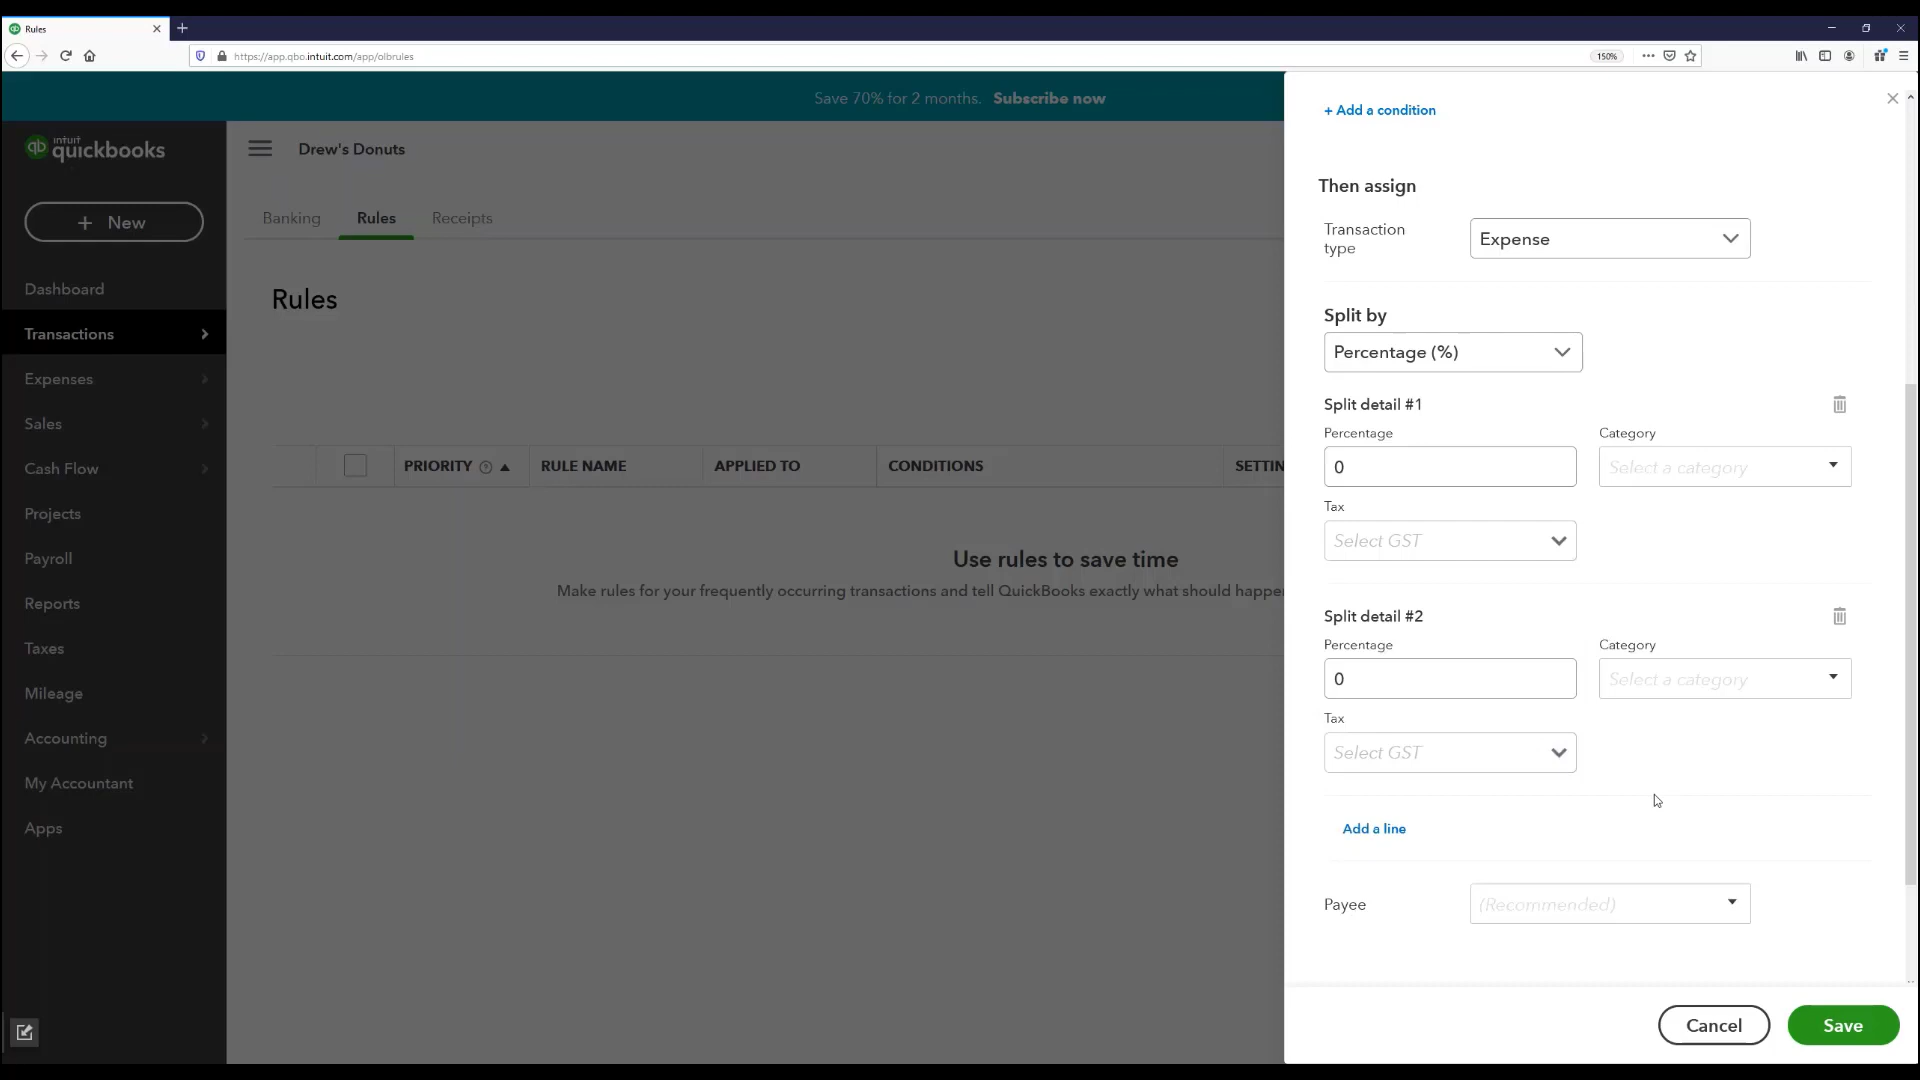 Rules
https://app.qbo.intuit.com/app/olbrules
150%
Save 70% for 2 months. Subscribe now
intuit
qb quickbooks
Drew's Donuts
+ New
Banking
Rules
Receipts
Dashboard
Transactions
Expenses
Sales
Cash Flow
Projects
Payroll
Reports
Taxes
Mileage
Accounting
My Accountant
Apps
Rules
PRIORITY
RULE NAME
APPLIED TO
CONDITIONS
SETTIN
Use rules to save time
Make rules for your frequently occurring transactions and tell QuickBooks exactly what should happe
+ Add a condition
Then assign
Transaction
type
Expense
Split by
Percentage (%)
Split detail #1
Percentage
Category
0
Select a category
Tax
Select GST
Split detail #2
Percentage
Category
0
Select a category
Tax
Select GST
Add a line
Payee
(Recommended)
Cancel
Save